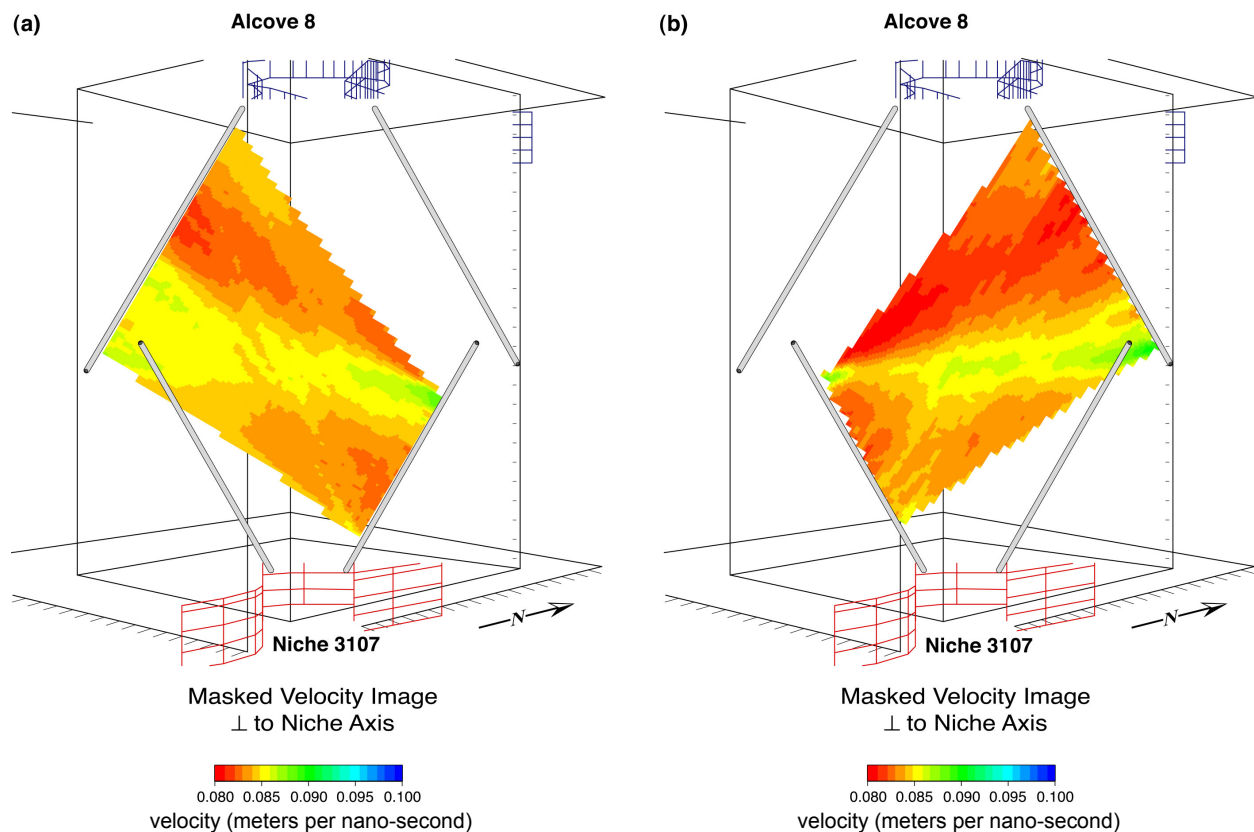 (a)
Alcove 8
N
Niche 3107
Masked Velocity Image
⊥ to Niche Axis
0.080 0.085 0.090 0.095 0.100
velocity (meters per nano-second)
(b)
Alcove 8
N
Niche 3107
Masked Velocity Image
⊥ to Niche Axis
0.080 0.085 0.090 0.095 0.100
velocity (meters per nano-second)